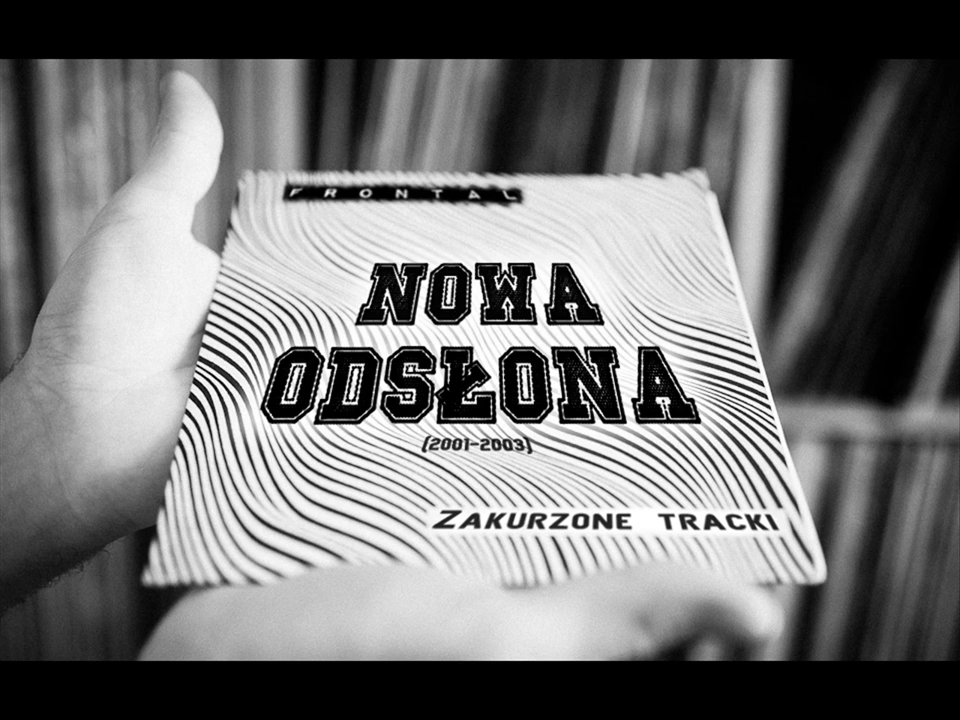 FRONTAL
NOWA
ODSŁONA
(2001-2003)
ZAKURZONE TRACKI